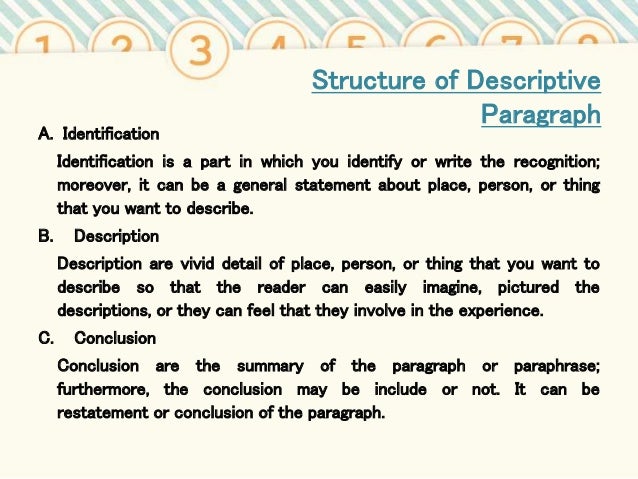 1 2 3 4 5 6 7 8
Structure of Descriptive
Paragraph
A. Identification
Identification is a part in which you identify or write the recognition;
moreover, it can be a general statement about place, person, or thing
that you want to describe.
B. Description
Description are vivid detail of place, person, or thing that you want to
describe so that the reader can easily imagine, pictured the
descriptions, or they can feel that they involve in the experience.
C. Conclusion
Conclusion are the summary of the paragraph or paraphrase;
furthermore, the conclusion may be include or not. It can be
restatement or conclusion of the paragraph.